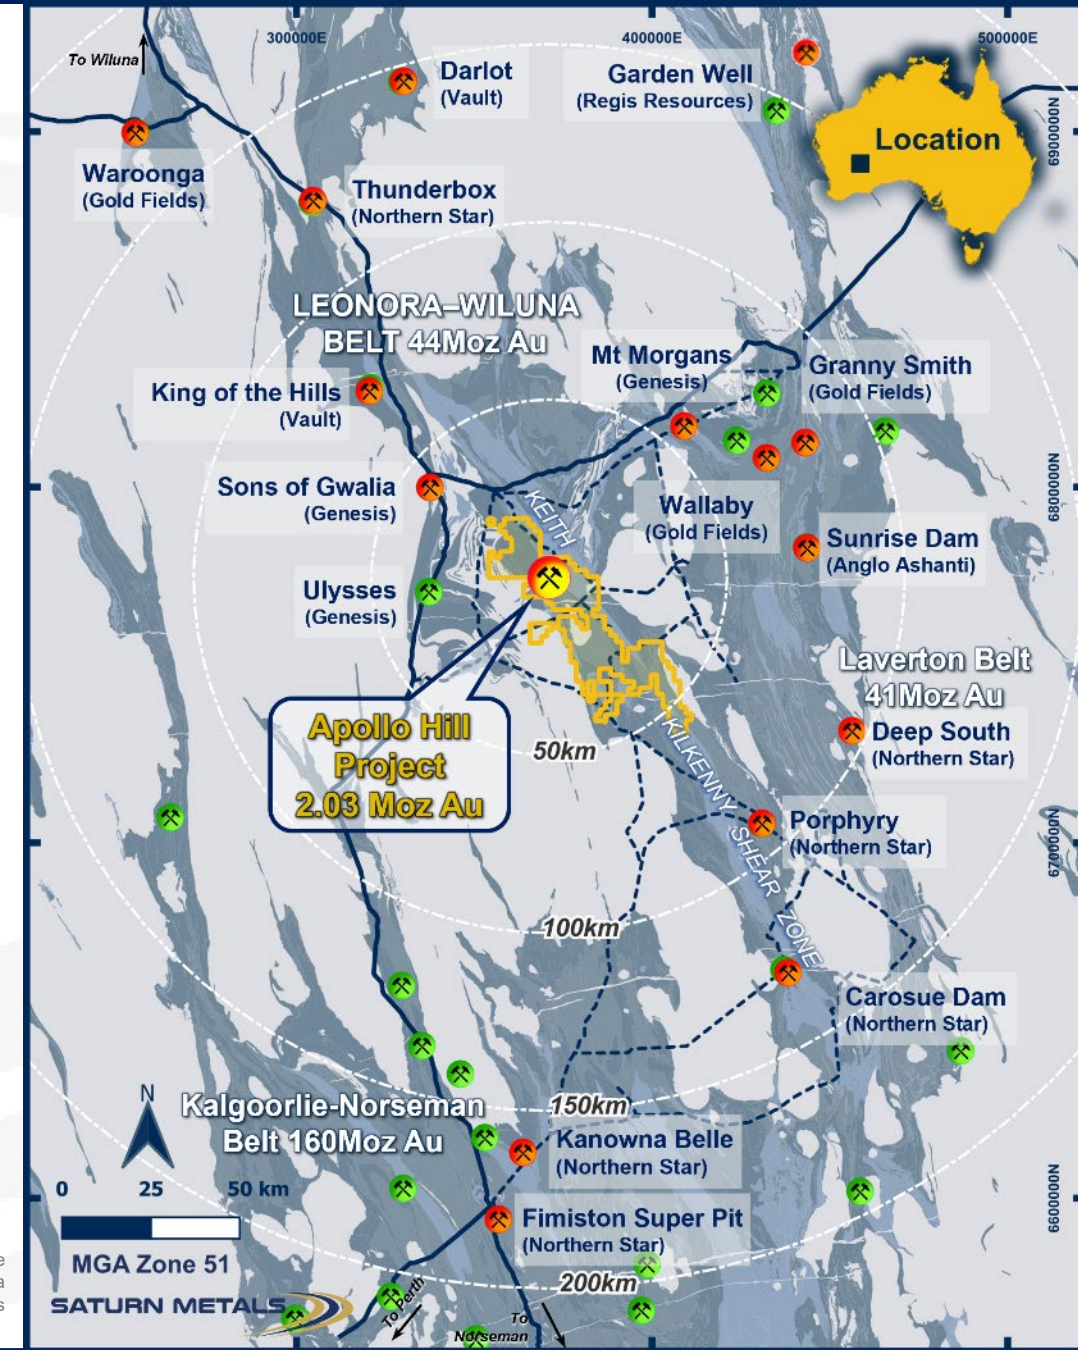 300000E
400000E
500000E
To Wiluna
Darlot
(Vault)
Garden Well
(Regis Resources)
6900000N
Location
Waroonga
(Gold Fields)
Thunderbox
(Northern Star)
LEONORA–WILUNA
BELT 44Moz Au
Mt Morgans
(Genesis)
Granny Smith
(Gold Fields)
King of the Hills
(Vault)
Sons of Gwalia
(Genesis)
KEITH
Wallaby
(Gold Fields)
6800000N
Sunrise Dam
(Anglo Ashanti)
Ulysses
(Genesis)
Laverton Belt
41Moz Au
Apollo Hill
Project
2.03 Moz Au
50km
KILKENNY SHEAR ZONE
Deep South
(Northern Star)
Porphyry
(Northern Star)
6700000N
100km
Carosue Dam
(Northern Star)
N
Kalgoorlie-Norseman
Belt 160Moz Au
150km
Kanowna Belle
(Northern Star)
0 25 50 km
6600000N
Fimiston Super Pit
(Northern Star)
MGA Zone 51
200km
SATURN METALS
To Perth
To
Norseman
e
a
s